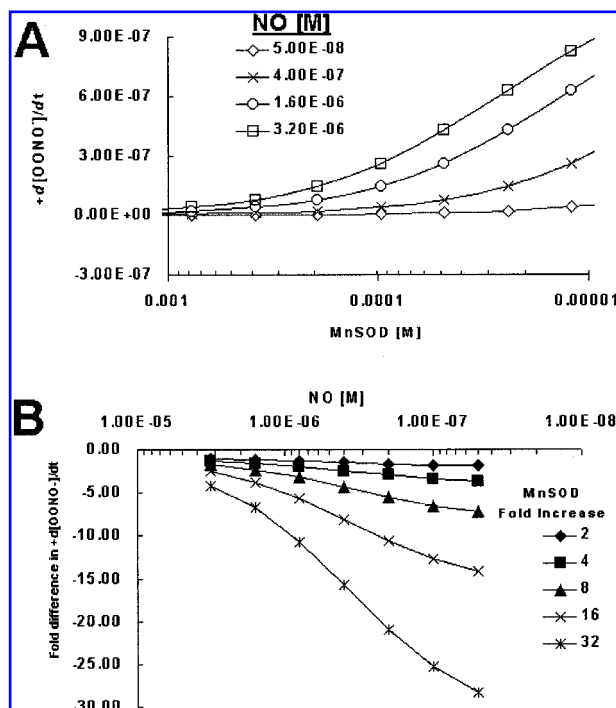 A
NO [M]
5.00E-08
4.00E-07
1.60E-06
3.20E-06
+d[OONO-]/dt
9.00E-07
6.00E-07
3.00E-07
0.00E+00
-3.00E-07
0.001 0.0001 0.00001
MnSOD [M]
B
NO [M]
1.00E-05 1.00E-06 1.00E-07 1.00E-08
Fold difference in +d[OONO-]/dt
0.00
-5.00
-10.00
-15.00
-20.00
-25.00
-30.00
MnSOD
Fold Increase
2
4
8
16
32